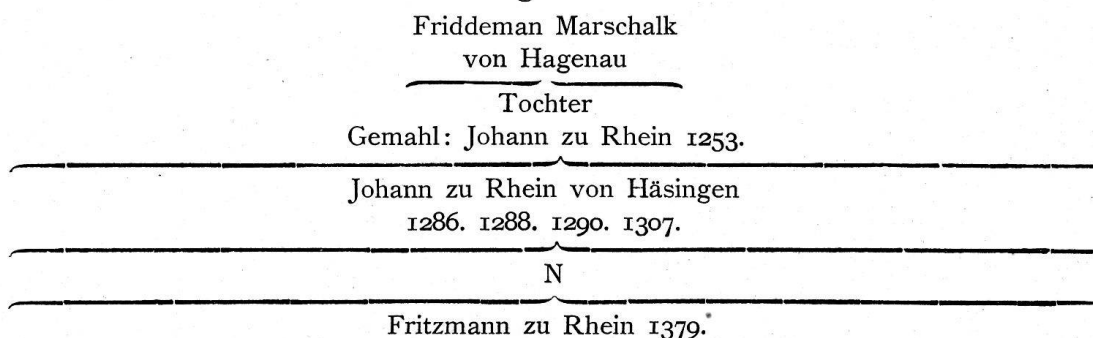 Friddeman Marschalk
von Hagenau
Tochter
Gemahl: Johann zu Rhein 1253.
Johann zu Rhein von Häsingen
1286. 1288. 1290. 1307.
N
Fritzmann zu Rhein 1379.